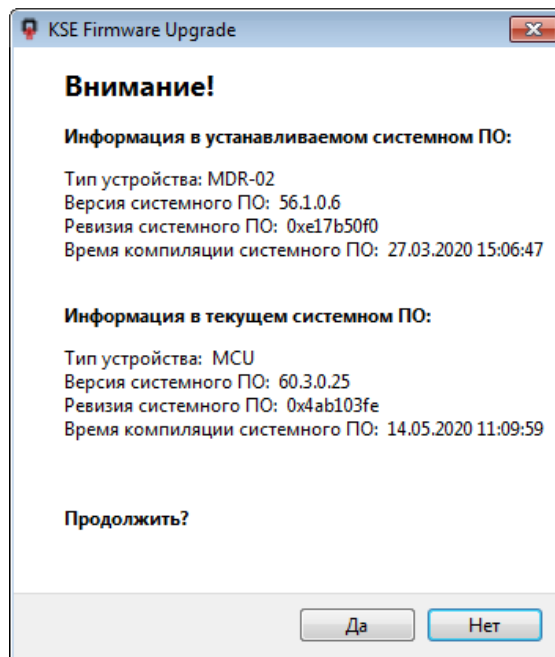 KSE Firmware Upgrade
Внимание!
Информация в устанавливаемом системном ПО:
Тип устройства: MDR-02
Версия системного ПО: 56.1.0.6
Ревизия системного ПО: 0xe17b50f0
Время компиляции системного ПО: 27.03.2020 15:06:47
Информация в текущем системном ПО:
Тип устройства: MCU
Версия системного ПО: 60.3.0.25
Ревизия системного ПО: 0x4ab103fe
Время компиляции системного ПО: 14.05.2020 11:09:59
Продолжить?
Да Нет